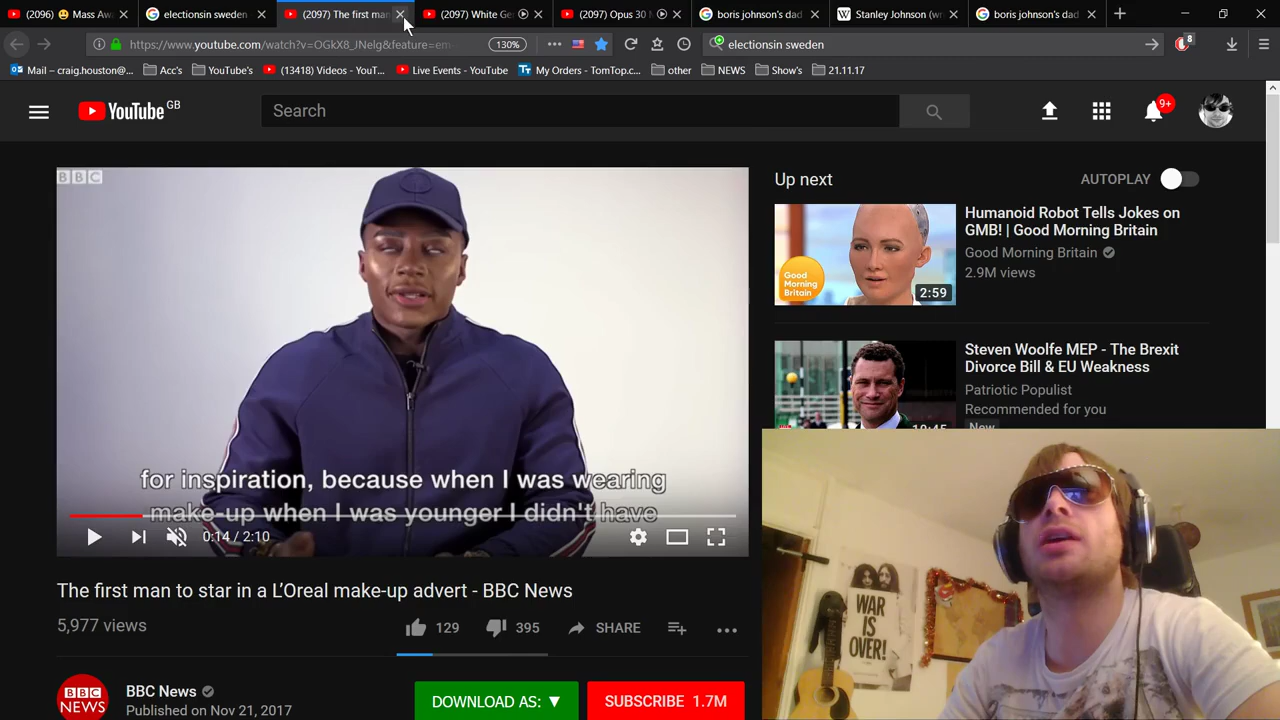 (2096) 😃 Mass Awa
electionsin sweden
(2097) The first man
(2097) White Ge
(2097) Opus 30 M
boris johnson's dad
Stanley Johnson (wr
boris johnson's dad
https://www.youtube.com/watch?v=OGkX8_JNelg&feature=em-
130%
electionsin sweden
8
Mail – craig.houston@...
Acc's
YouTube's
(13418) Videos - YouT...
Live Events - YouTube
My Orders - TomTop.c...
other
NEWS
Show's
21.11.17
YouTube GB
Search
9+
BBC
for inspiration, because when I was wearing
make-up when I was younger I didn't have
0:14 / 2:10
Up next
AUTOPLAY
Humanoid Robot Tells Jokes on
GMB! | Good Morning Britain
Good Morning Britain
2.9M views
Good
Morning
Britain
2:59
Steven Woolfe MEP - The Brexit
Divorce Bill & EU Weakness
Patriotic Populist
Recommended for you
New
10:45
The first man to star in a L'Oreal make-up advert - BBC News
5,977 views
129
395
SHARE
BBC
NEWS
BBC News
Published on Nov 21, 2017
DOWNLOAD AS: ▼
SUBSCRIBE 1.7M
WAR
IS
OVER!